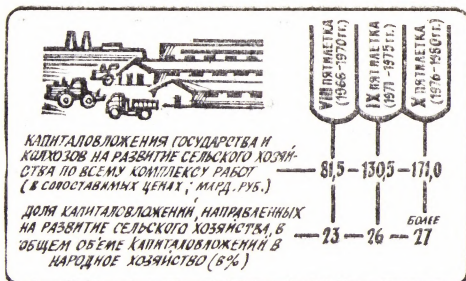 VIII ПЯТИЛЕТКА
(1966-1970гг.)
IX ПЯТИЛЕТКА
(1971-1975гг.)
X ПЯТИЛЕТКА
(1976-1980гг.)
КАПИТАЛОВЛОЖЕНИЯ ГОСУДАРСТВА И
КОЛХОЗОВ НА РАЗВИТИЕ СЕЛЬСКОГО ХОЗЯЙ-
СТВА ПО ВСЕМУ КОМПЛЕКСУ РАБОТ
(В СОПОСТАВИМЫХ ЦЕНАХ; МЛРД. РУБ.)
81,5 — 130,5 — 171,0
ДОЛЯ КАПИТАЛОВЛОЖЕНИЙ, НАПРАВЛЕННЫХ
НА РАЗВИТИЕ СЕЛЬСКОГО ХОЗЯЙСТВА, В
ОБЩЕМ ОБЪЕМЕ КАПИТАЛОВЛОЖЕНИЙ В
НАРОДНОЕ ХОЗЯЙСТВО (В%)
БОЛЕЕ
23 — 26 — 27